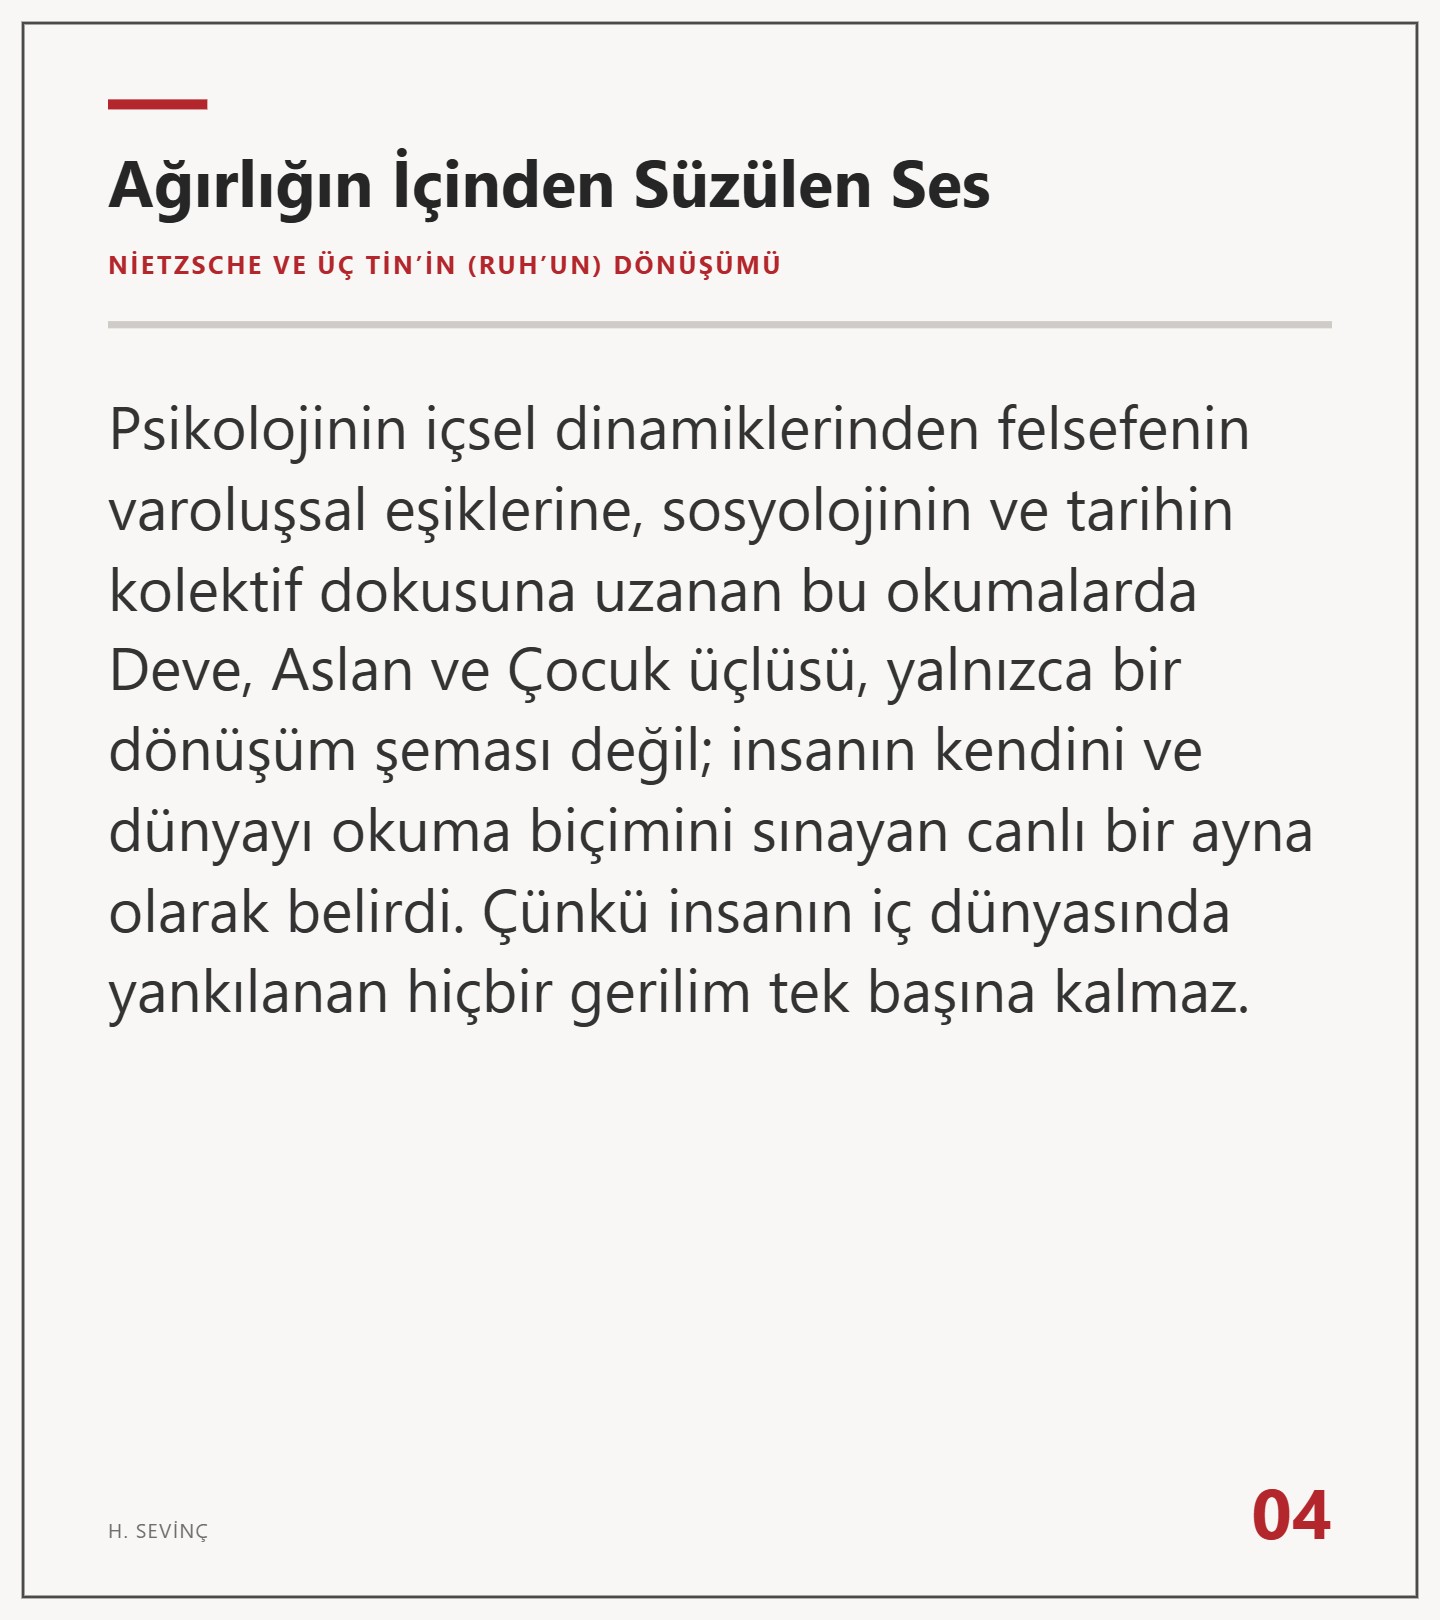 Ağırlığın İçinden Süzülen Ses
NİETZSCHE VE ÜÇ TİN’İN (RUH’UN) DÖNÜŞÜMÜ
Psikolojinin içsel dinamiklerinden felsefenin
varoluşsal eşiklerine, sosyolojinin ve tarihin
kolektif dokusuna uzanan bu okumalarda
Deve, Aslan ve Çocuk üçlüsü, yalnızca bir
dönüşüm şeması değil; insanın kendini ve
dünyayı okuma biçimini sınayan canlı bir ayna
olarak belirdi. Çünkü insanın iç dünyasında
yankılanan hiçbir gerilim tek başına kalmaz.
H. SEVİNÇ
04